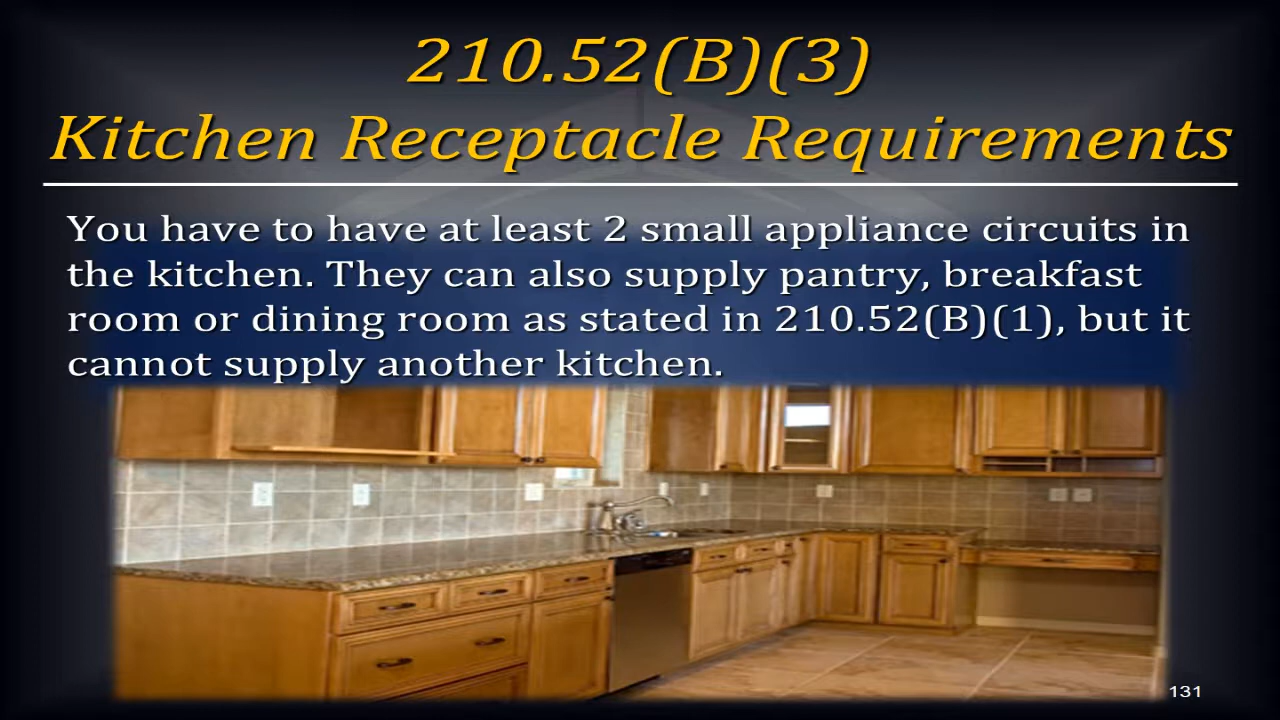 210.52(B)(3)
Kitchen Receptacle Requirements
You have to have at least 2 small appliance circuits in
the kitchen. They can also supply pantry, breakfast
room or dining room as stated in 210.52(B)(1), but it
cannot supply another kitchen.
131